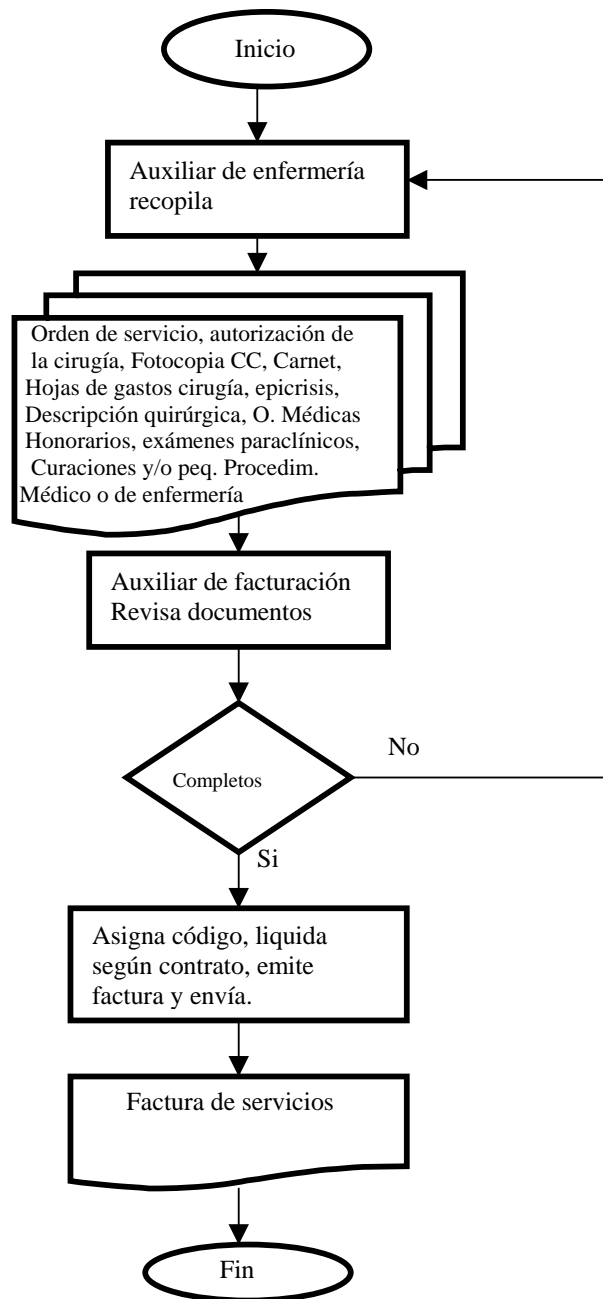 Inicio
Auxiliar de enfermería
recopila
Orden de servicio, autorización de
la cirugía, Fotocopia CC, Carnet,
Hojas de gastos cirugía, epicrisis,
Descripción quirúrgica, O. Médicas
Honorarios, exámenes paraclínicos,
Curaciones y/o peq. Procedim.
Médico o de enfermería
Auxiliar de facturación
Revisa documentos
No
Completos
Si
Asigna código, liquida
según contrato, emite
factura y envía.
Factura de servicios
Fin